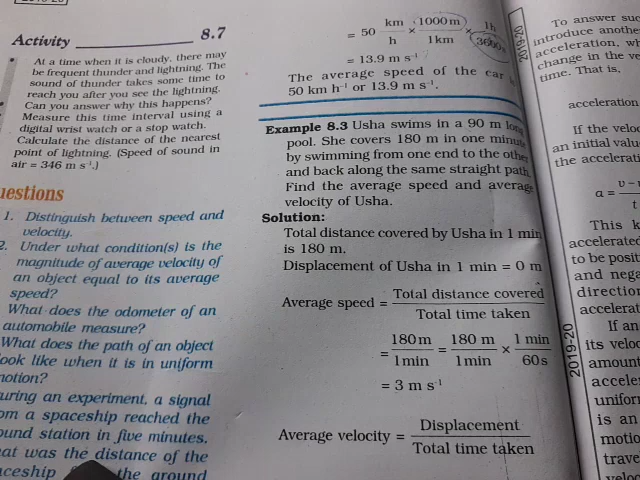 Activity 8.7
At a time when it is cloudy, there may
be frequent thunder and lightning. The
sound of thunder takes some time to
reach you after you see the lightning.
Can you answer why this happens?
Measure this time interval using a
digital wrist watch or a stop watch.
Calculate the distance of the nearest
point of lightning. (Speed of sound in
air = 346 m s-1.)
uestions
1. Distinguish between speed and
velocity.
2. Under what condition(s) is the
magnitude of average velocity of
an object equal to its average
speed?
What does the odometer of an
automobile measure?
What does the path of an object
look like when it is in uniform
motion?
uring an experiment, a signal
om a spaceship reached the
ound station in five minutes.
at was the distance of the
ceship the ground
= 50 km/h × 1000 m/1 km × 1h/3600s
= 13.9 m s-1
The average speed of the car is
50 km h-1 or 13.9 m s-1.
Example 8.3 Usha swims in a 90 m long
pool. She covers 180 m in one minute
by swimming from one end to the other
and back along the same straight path.
Find the average speed and average
velocity of Usha.
Solution:
Total distance covered by Usha in 1 min
is 180 m.
Displacement of Usha in 1 min = 0 m
Average speed = Total distance covered / Total time taken
= 180 m / 1 min = 180 m / 1 min × 1 min / 60 s
= 3 m s-1
Average velocity = Displacement / Total time taken
2019-20
2019-20
To answer suc
introduce anothe
acceleration, wh
change in the ve
time. That is,
acceleration
If the veloc
an initial valu
the accelerati
a = v – u / t
This k
accelerated
to be posit
and nega
direction
accelerat
If an
its veloc
amount
acceler
uniform
is an
motio
trave
veloc